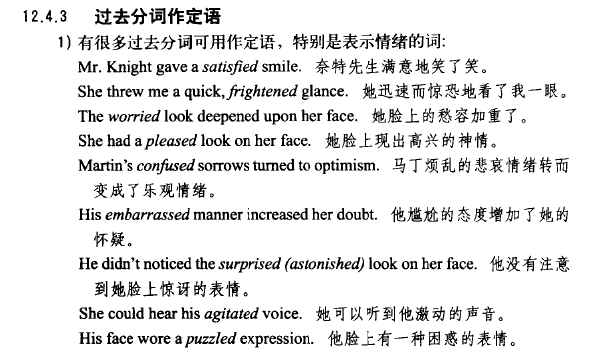 12.4.3 过去分词作定语
1) 有很多过去分词可用作定语，特别是表示情绪的词:
Mr. Knight gave a satisfied smile. 奈特先生满意地笑了笑。
She threw me a quick, frightened glance. 她迅速而惊恐地看了我一眼。
The worried look deepened upon her face. 她脸上的愁容加重了。
She had a pleased look on her face. 她脸上现出高兴的神情。
Martin's confused sorrows turned to optimism. 马丁烦乱的悲哀情绪转而
变成了乐观情绪。
His embarrassed manner increased her doubt. 他尴尬的态度增加了她的
怀疑。
He didn't noticed the surprised (astonished) look on her face. 他没有注意
到她脸上惊讶的表情。
She could hear his agitated voice. 她可以听到他激动的声音。
His face wore a puzzled expression. 他脸上有一种困惑的表情。